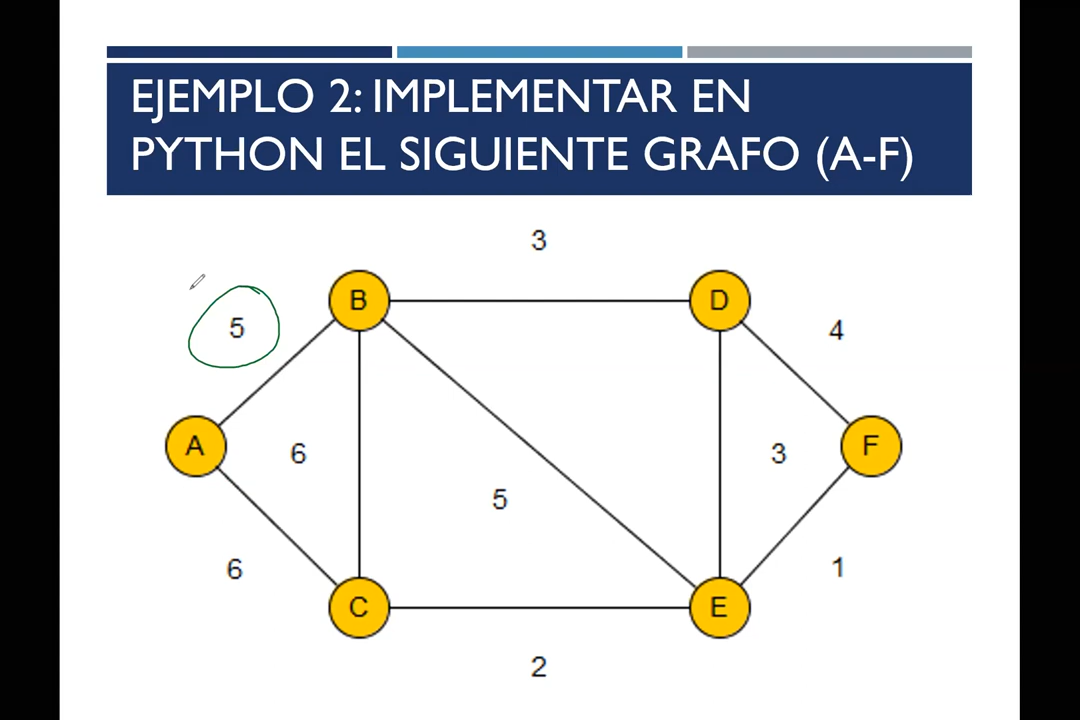 EJEMPLO 2: IMPLEMENTAR EN
PYTHON EL SIGUIENTE GRAFO (A-F)
3
B
D
5
4
A
6
3
F
5
6
1
C
E
2